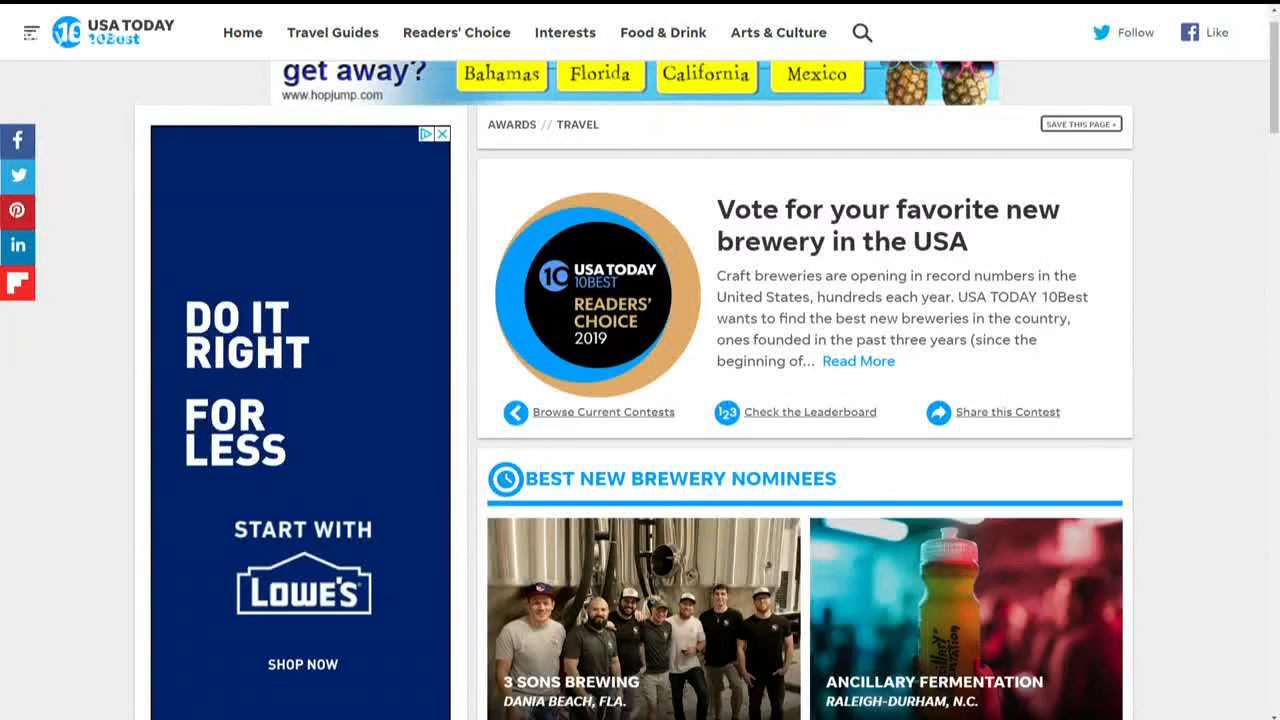 USA TODAY
10Best
Home
Travel Guides
Readers' Choice
Interests
Food & Drink
Arts & Culture
Follow
Like
get away?
Bahamas
Florida
California
Mexico
www.hopjump.com
AWARDS // TRAVEL
SAVE THIS PAGE +
DO IT
RIGHT
FOR
LESS
START WITH
LOWE'S
SHOP NOW
10 USA TODAY
10BEST
READERS'
CHOICE
2019
Vote for your favorite new
brewery in the USA
Craft breweries are opening in record numbers in the
United States, hundreds each year. USA TODAY 10Best
wants to find the best new breweries in the country,
ones founded in the past three years (since the
beginning of... Read More
Browse Current Contests
123
Check the Leaderboard
Share this Contest
BEST NEW BREWERY NOMINEES
3 SONS BREWING
DANIA BEACH, FLA.
ANCILLARY FERMENTATION
RALEIGH-DURHAM, N.C.